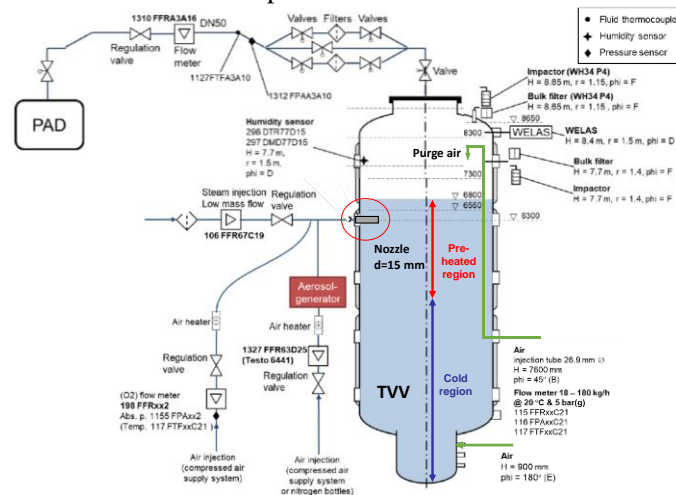 1310 FFRA3A16
DN50
Valves Filters Valves
Regulation
valve
Flow
meter
1127FTFA3A10
1312 FPAA3A10
Valve
PAD
Fluid thermocouple
Humidity sensor
Pressure sensor
Impactor (WH34 P4)
H = 8.65 m, r = 1.15, phi = F
Bulk filter (WH34 P4)
H = 8.65 m, r = 1.15, phi = F
8650
8300
WELAS
WELAS
H = 8.4 m, r = 1.5 m, phi = D
Humidity sensor
296 DTR77D15
297 DMD77D15
H = 7.7 m,
r = 1.5 m,
phi = D
Purge air
Bulk filter
H = 7.7 m, r = 1.4, phi = F
7300
Impactor
H = 7.7 m, r = 1.4, phi = F
6800
6550
6300
Steam injection
Low mass flow
Regulation
valve
106 FFR67C19
Nozzle
d=15 mm
Pre-
heated
region
Aerosol-
generator
Air heater
Air heater
1327 FFR63D25
(Testo 6441)
Regulation
valve
Regulation
valve
Cold
region
TVV
(O2) flow meter
198 FFRxx2
Abs. p. 1155 FPAxx2
(Temp. 117 FTFxxC21 )
Air injection
(compressed air
supply system)
Air injection
(compressed air
supply system
or nitrogen bottles)
Air
injection tube 26.9 mm ∅
H = 7600 mm
phi = 45° (B)
Flow meter 18 – 180 kg/h
@ 20 °C & 5 bar(g)
115 FFRxxC21
116 FPAxxC21
117 FTFxxC21
Air
H = 900 mm
phi = 180° (E)